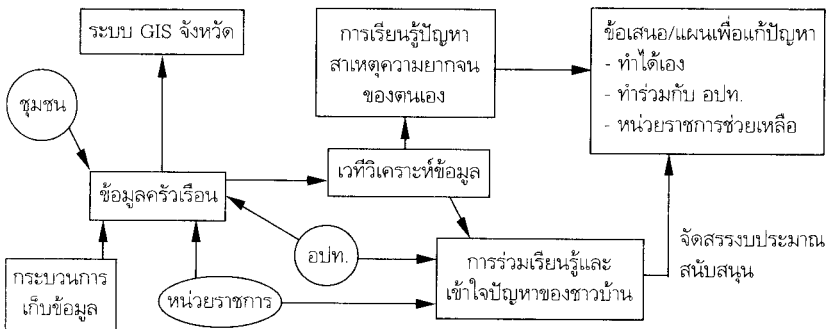 ระบบ GIS จังหวัด
การเรียนรู้ปัญหา
สาเหตุความยากจน
ของตนเอง
ข้อเสนอ/แผนเพื่อแก้ปัญหา
- ทำได้เอง
- ทำร่วมกับ อปท.
- หน่วยราชการช่วยเหลือ
ชุมชน
ข้อมูลครัวเรือน
เวทีวิเคราะห์ข้อมูล
กระบวนการ
เก็บข้อมูล
อปท.
หน่วยราชการ
การร่วมเรียนรู้และ
เข้าใจปัญหาของชาวบ้าน
จัดสรรงบประมาณ
สนับสนุน